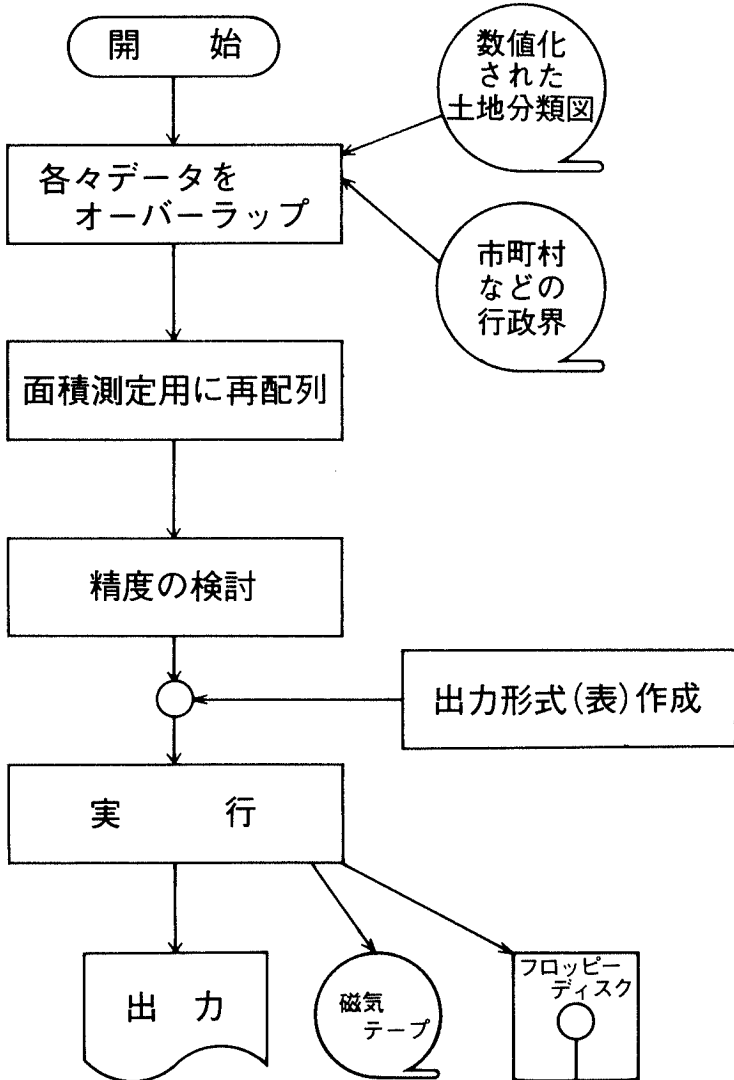 開　始
数値化
された
土地分類図
各々データを
オーバーラップ
市町村
などの
行政界
面積測定用に再配列
精度の検討
出力形式(表)作成
実　行
出　力
磁気
テープ
フロッピー
ディスク